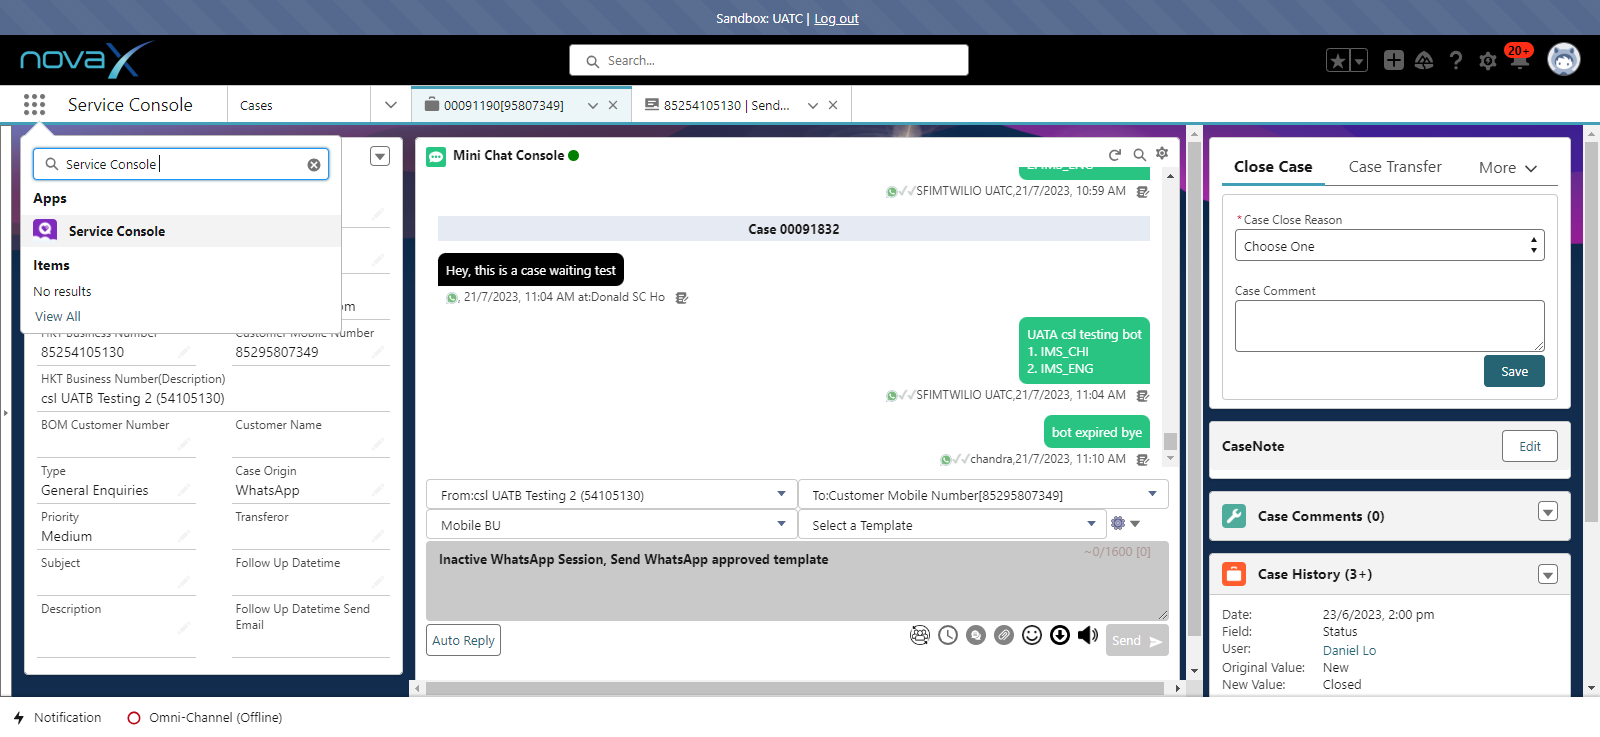 Sandbox: UATC | Log out
novaX
Search...
20+
Service Console
Cases
00091190[95807349]
85254105130 | Send...
Service Console
Apps
Service Console
Items
No results
View All
om
HKT Business Number
Customer Mobile Number
85254105130
85295807349
HKT Business Number(Description)
csl UATB Testing 2 (54105130)
BOM Customer Number
Customer Name
Type
Case Origin
General Enquiries
WhatsApp
Priority
Transferor
Medium
Subject
Follow Up Datetime
Description
Follow Up Datetime Send
Email
Mini Chat Console
2. IMS_ENG
SFIMTWILIO UATC,21/7/2023, 10:59 AM
Case 00091832
Hey, this is a case waiting test
, 21/7/2023, 11:04 AM at:Donald SC Ho
UATA csl testing bot
1. IMS_CHI
2. IMS_ENG
SFIMTWILIO UATC,21/7/2023, 11:04 AM
bot expired bye
chandra,21/7/2023, 11:10 AM
From:csl UATB Testing 2 (54105130)
To:Customer Mobile Number[85295807349]
Mobile BU
Select a Template
~0/1600 [0]
Inactive WhatsApp Session, Send WhatsApp approved template
Auto Reply
Send
Close Case
Case Transfer
More
*Case Close Reason
Choose One
Case Comment
Save
CaseNote
Edit
Case Comments (0)
Case History (3+)
Date: 23/6/2023, 2:00 pm
Field: Status
User: Daniel Lo
Original Value: New
New Value: Closed
Notification
Omni-Channel (Offline)